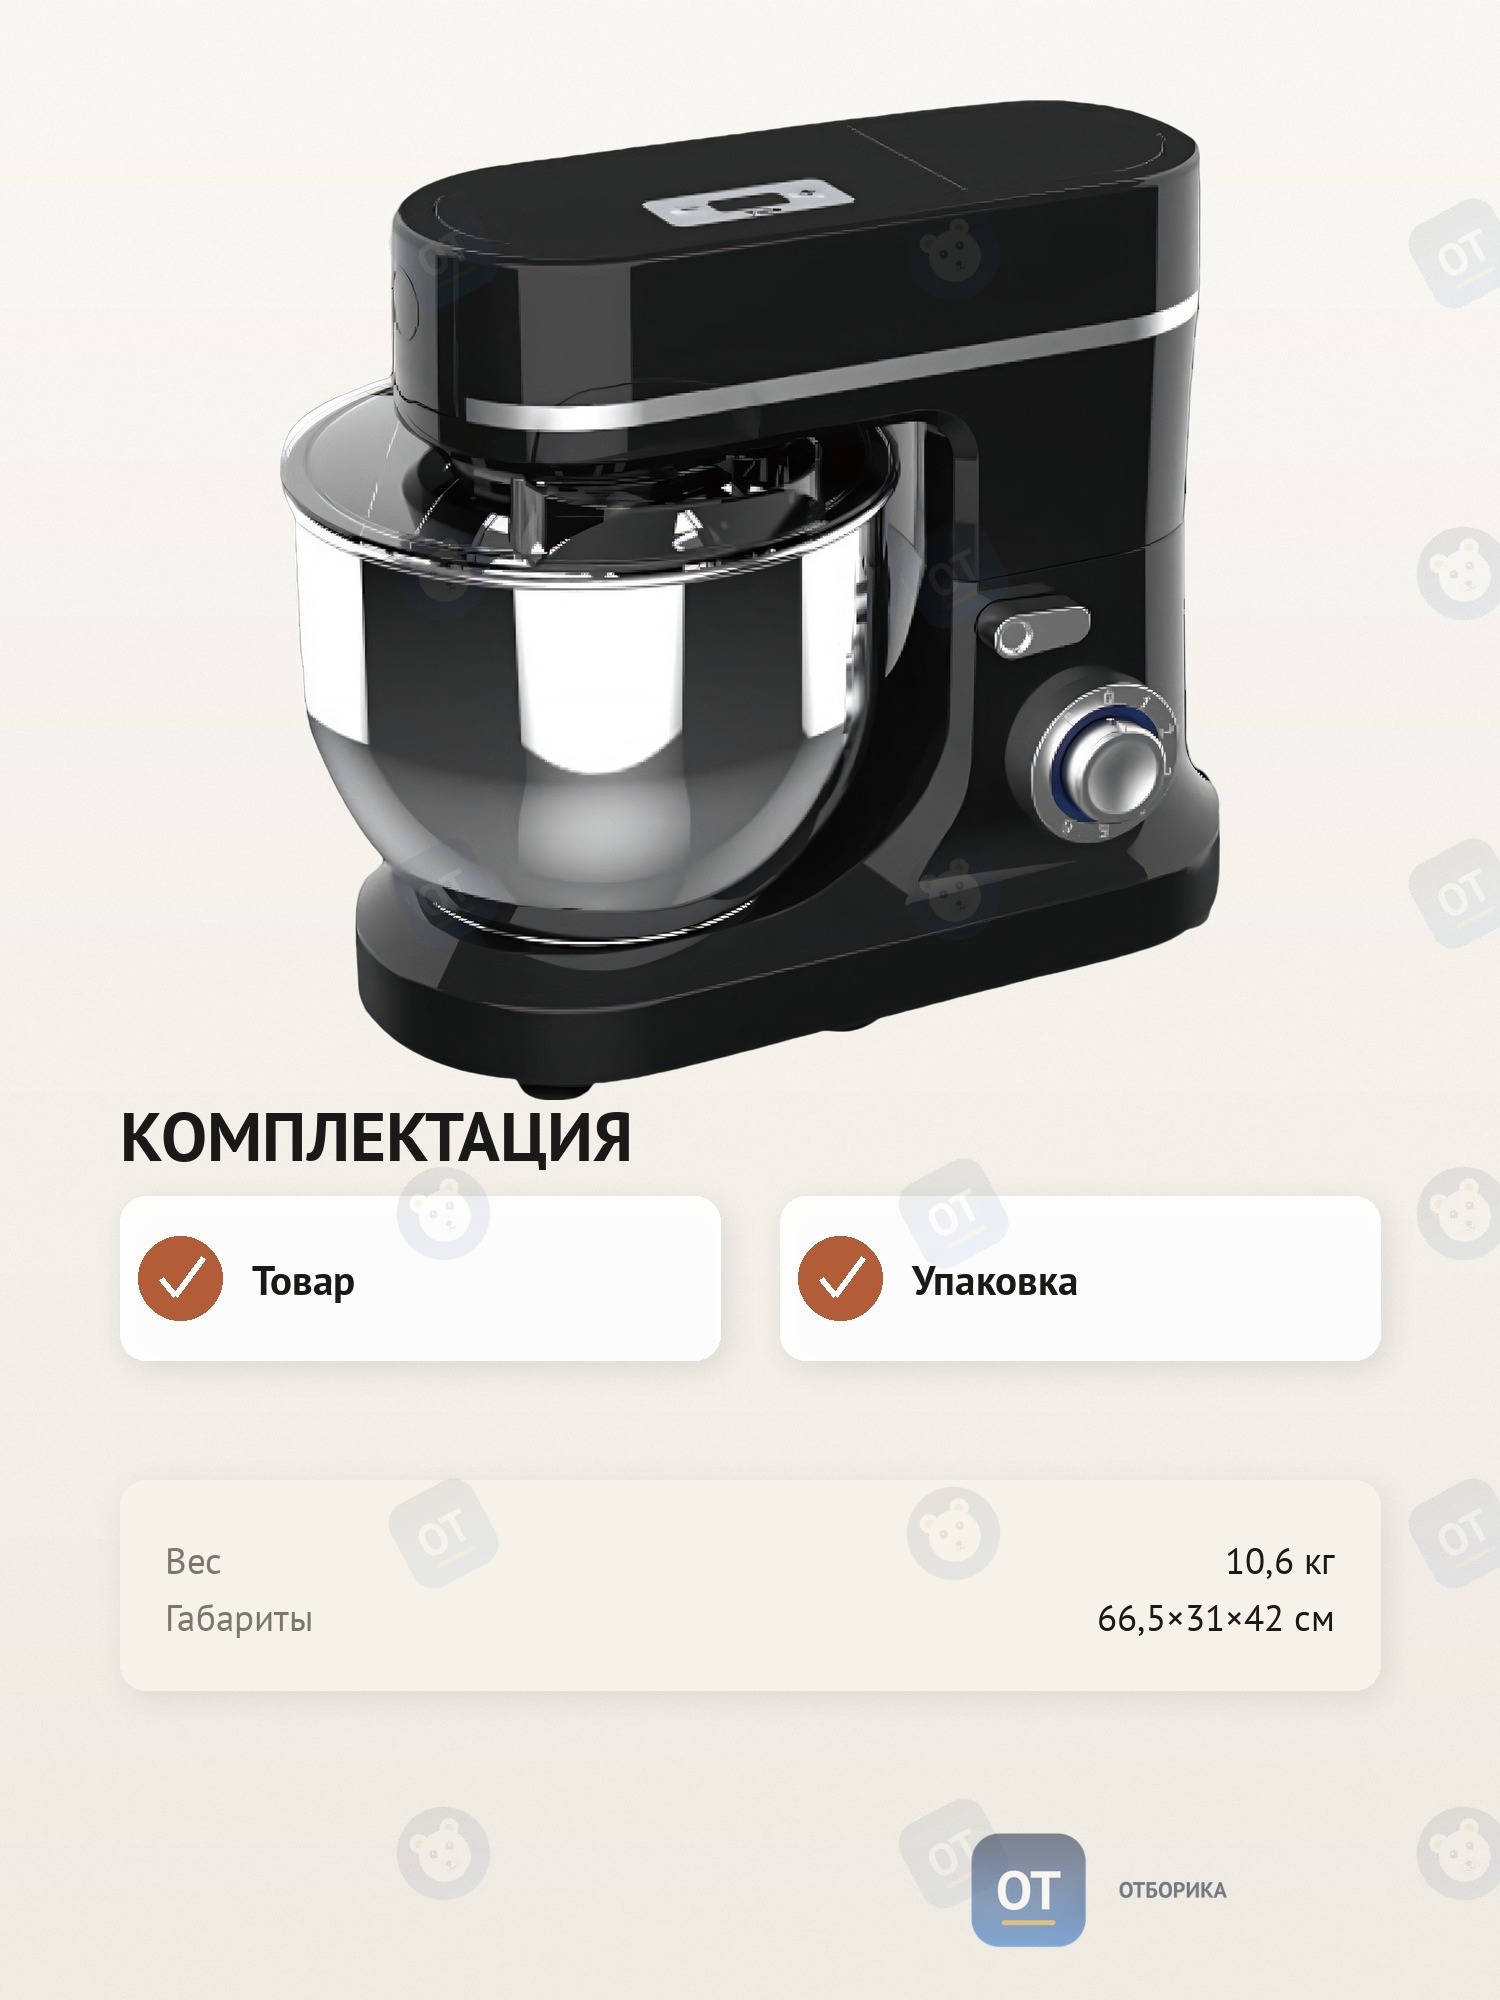 КОМПЛЕКТАЦИЯ
Товар
Упаковка
Вес 10,6 кг
Габариты 66,5×31×42 см
ОТ ОТБОРИКА